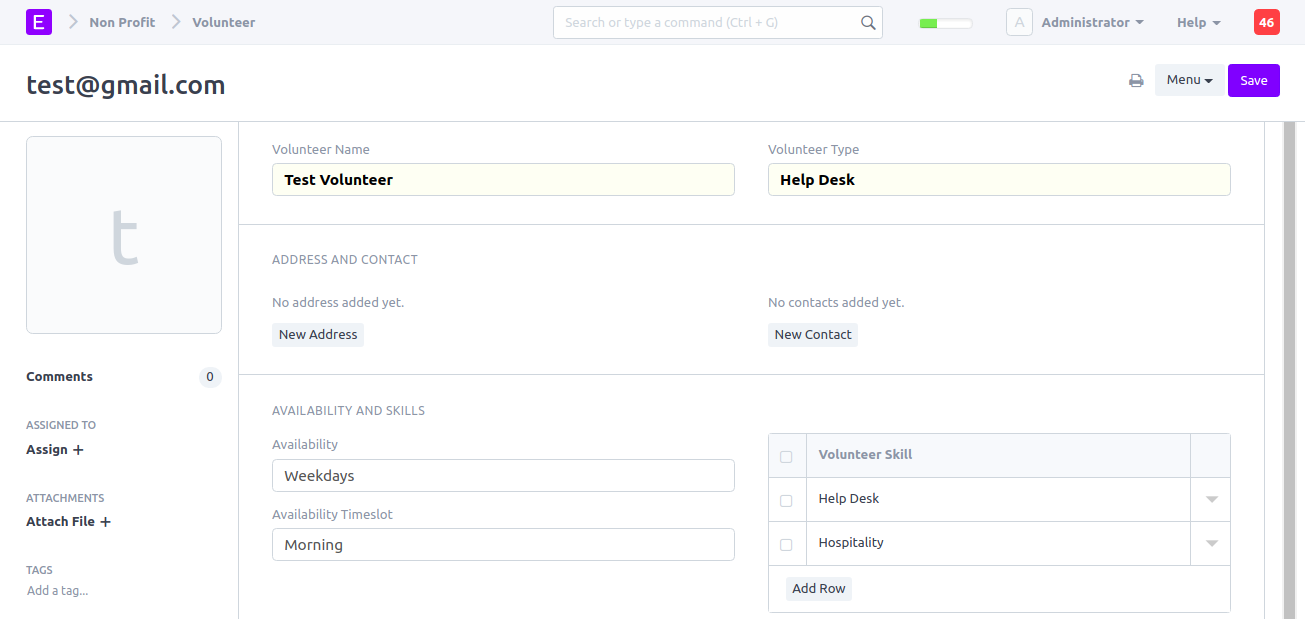 E Non Profit Volunteer Search or type a command (Ctrl + G) A Administrator Help 46
test@gmail.com Menu Save
t
Volunteer Name Volunteer Type
Test Volunteer Help Desk
ADDRESS AND CONTACT
No address added yet. No contacts added yet.
New Address New Contact
Comments 0
ASSIGNED TO
Assign +
ATTACHMENTS
Attach File +
TAGS
Add a tag...
AVAILABILITY AND SKILLS
Availability
Weekdays
Availability Timeslot
Morning
Volunteer Skill
Help Desk
Hospitality
Add Row